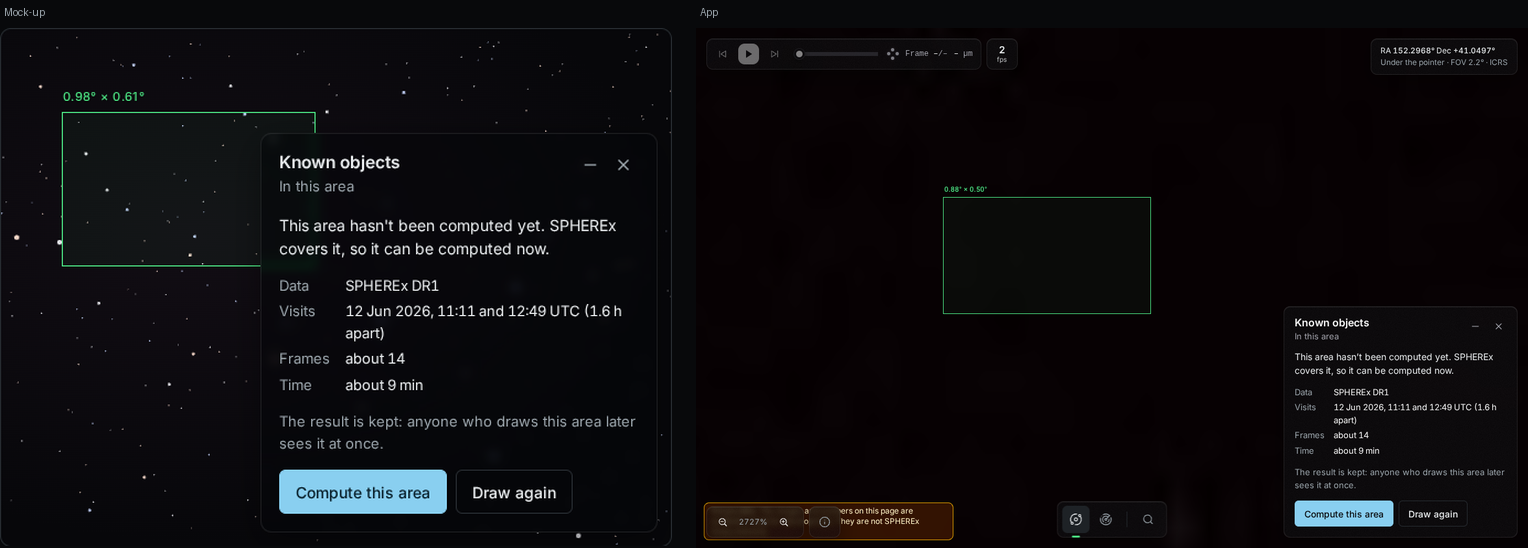 Mock-up
App
0.98° × 0.61°
Known objects
In this area
This area hasn't been computed yet. SPHEREx
covers it, so it can be computed now.
Data SPHEREx DR1
Visits 12 Jun 2026, 11:11 and 12:49 UTC (1.6 h
apart)
Frames about 14
Time about 9 min
The result is kept: anyone who draws this area later
sees it at once.
Compute this area
Draw again
Frame -/- - μm
2
fps
RA 152.2968° Dec +41.0497°
Under the pointer · FOV 2.2° · ICRS
0.88° × 0.50°
Known objects
In this area
This area hasn't been computed yet. SPHEREx
covers it, so it can be computed now.
Data SPHEREx DR1
Visits 12 Jun 2026, 11:11 and 12:49 UTC (1.6 h
apart)
Frames about 14
Time about 9 min
The result is kept: anyone who draws this area later
sees it at once.
Compute this area
Draw again
on this page are
2727%
they are not SPHEREx